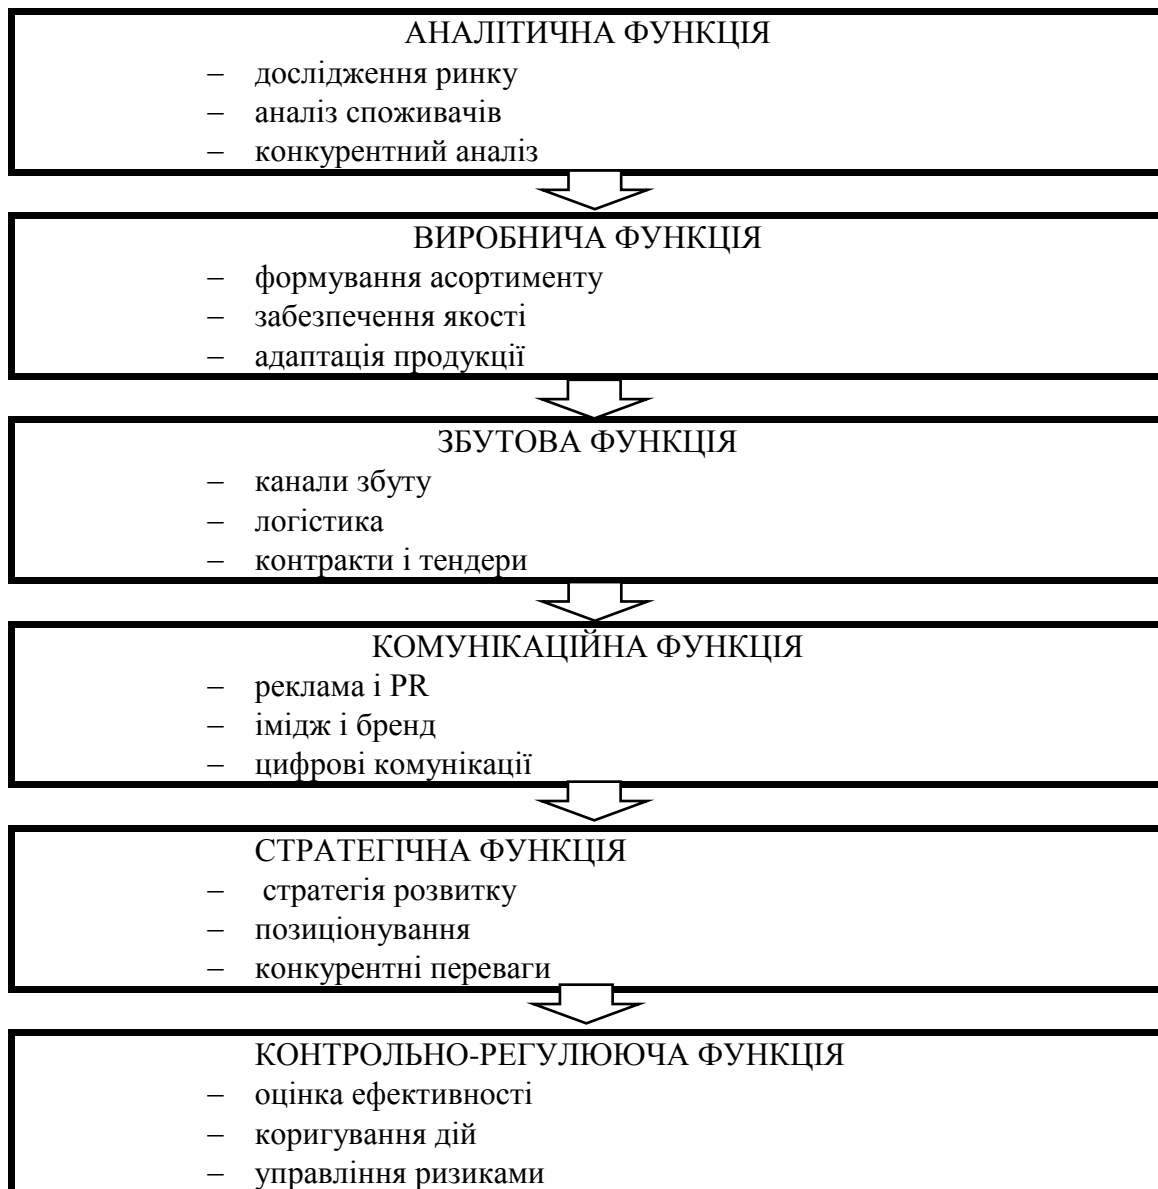 АНАЛІТИЧНА ФУНКЦІЯ
– дослідження ринку
– аналіз споживачів
– конкурентний аналіз
ВИРОБНИЧА ФУНКЦІЯ
– формування асортименту
– забезпечення якості
– адаптація продукції
ЗБУТОВА ФУНКЦІЯ
– канали збуту
– логістика
– контракти і тендери
КОМУНІКАЦІЙНА ФУНКЦІЯ
– реклама і PR
– імідж і бренд
– цифрові комунікації
СТРАТЕГІЧНА ФУНКЦІЯ
– стратегія розвитку
– позиціонування
– конкурентні переваги
КОНТРОЛЬНО-РЕГУЛЮЮЧА ФУНКЦІЯ
– оцінка ефективності
– коригування дій
– управління ризиками